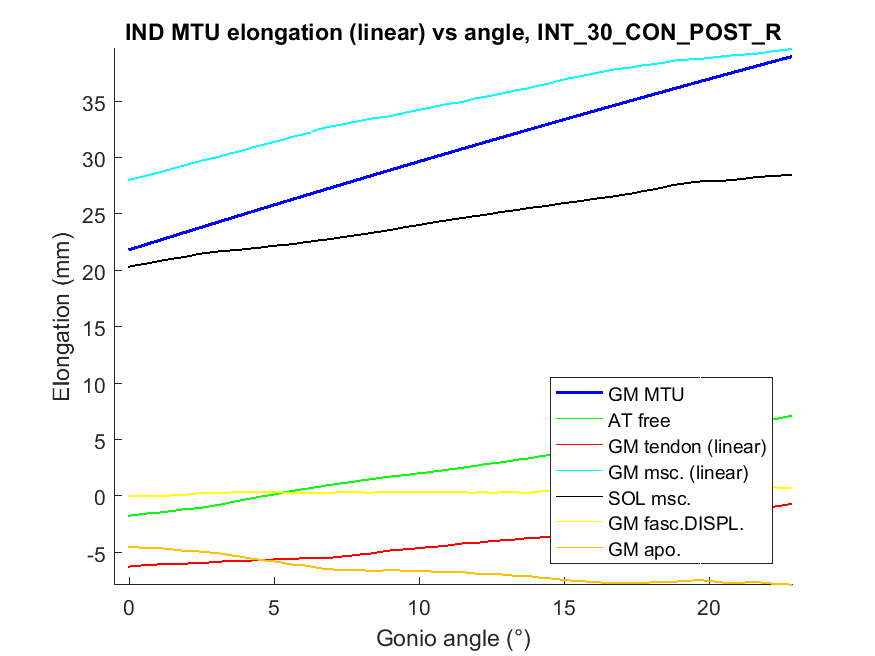 IND MTU elongation (linear) vs angle, INT_30_CON_POST_R
35
30
25
20
15
10
5
0
-5
Elongation (mm)
GM MTU
AT free
GM tendon (linear)
GM msc. (linear)
SOL msc.
GM fasc.DISPL.
GM apo.
0 5 10 15 20
Gonio angle (°)